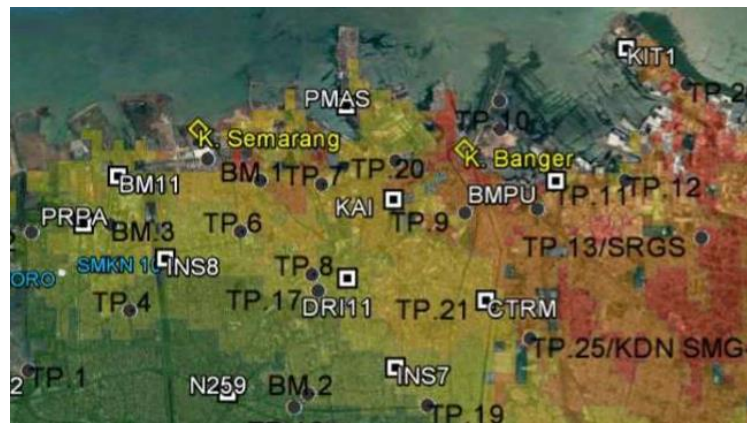 KIT1
PMAS
TP.2
TP.10
K. Semarang
K. Banger
BM11
BM.1
TP.7
TP.20
TP.11
TP.12
KAI
BMPU
PRPA
BM.3
TP.6
TP.9
TP.13/SRGS
SMKN 10
INS8
TP.8
ORO
TP.4
TP.17
DRI11
TP.21
CTRM
TP.25/KDN SMG
TP.1
2
N259
BM.2
INS7
TP.19